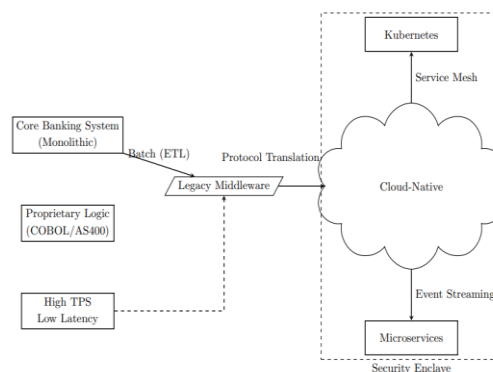 Kubernetes
Service Mesh
Core Banking System
(Monolithic)
Batch (ETL)
Protocol Translation
Legacy Middleware
Cloud-Native
Proprietary Logic
(COBOL/AS400)
High TPS
Low Latency
Event Streaming
Microservices
Security Enclave